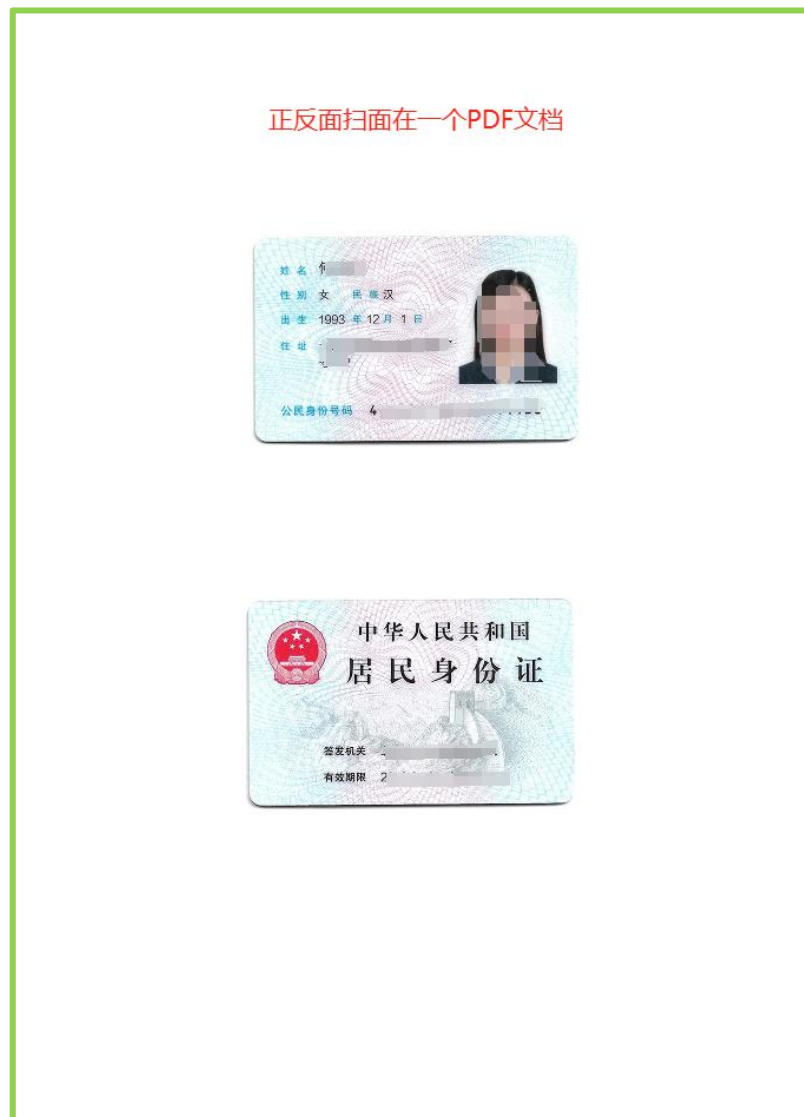 正反面扫面在一个PDF文档
姓名
性别 女 民族 汉
出生 1993 年 12 月 1 日
住址
公民身份号码 4
中华人民共和国
居民身份证
签发机关
有效期限 2